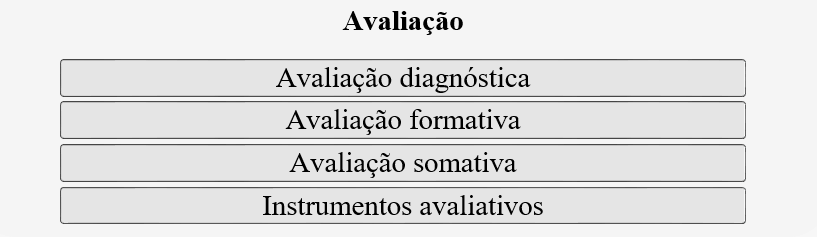 Avaliação
Avaliação diagnóstica
Avaliação formativa
Avaliação somativa
Instrumentos avaliativos